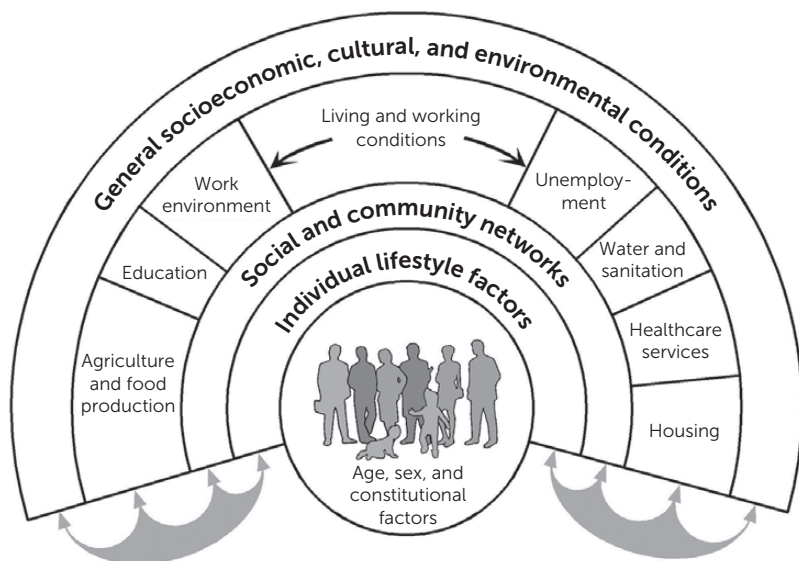 General socioeconomic, cultural, and environmental conditions
Living and working
conditions
Work
environment
Unemploy-
ment
Social and community networks
Education
Water and
sanitation
Individual lifestyle factors
Agriculture
and food
production
Healthcare
services
Housing
Age, sex, and
constitutional
factors